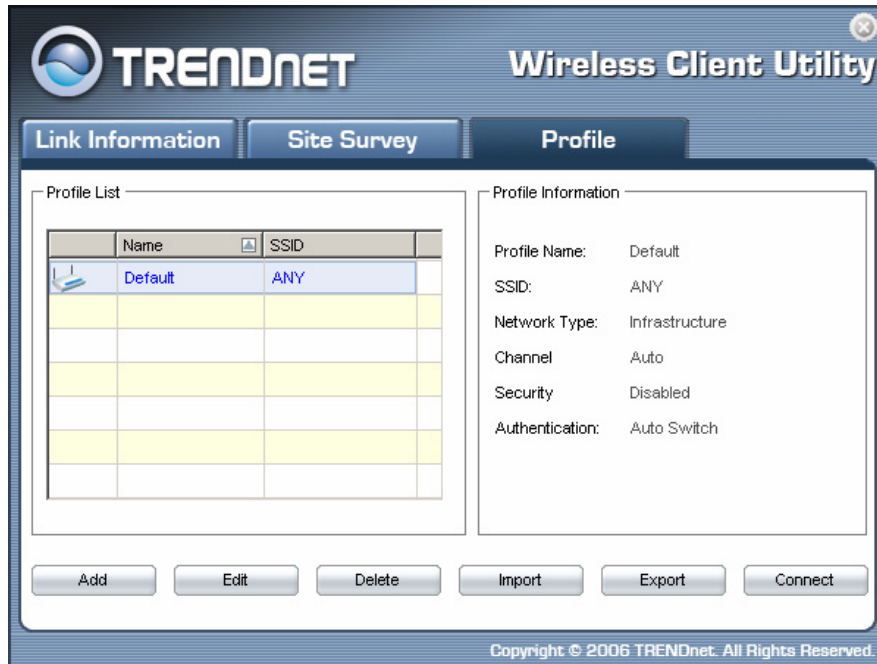 TRENDNET
Wireless Client Utility
Link Information
Site Survey
Profile
Profile List
Name SSID
Default ANY
Profile Information
Profile Name: Default
SSID: ANY
Network Type: Infrastructure
Channel Auto
Security Disabled
Authentication: Auto Switch
Add
Edit
Delete
Import
Export
Connect
Copyright © 2006 TRENDnet. All Rights Reserved.